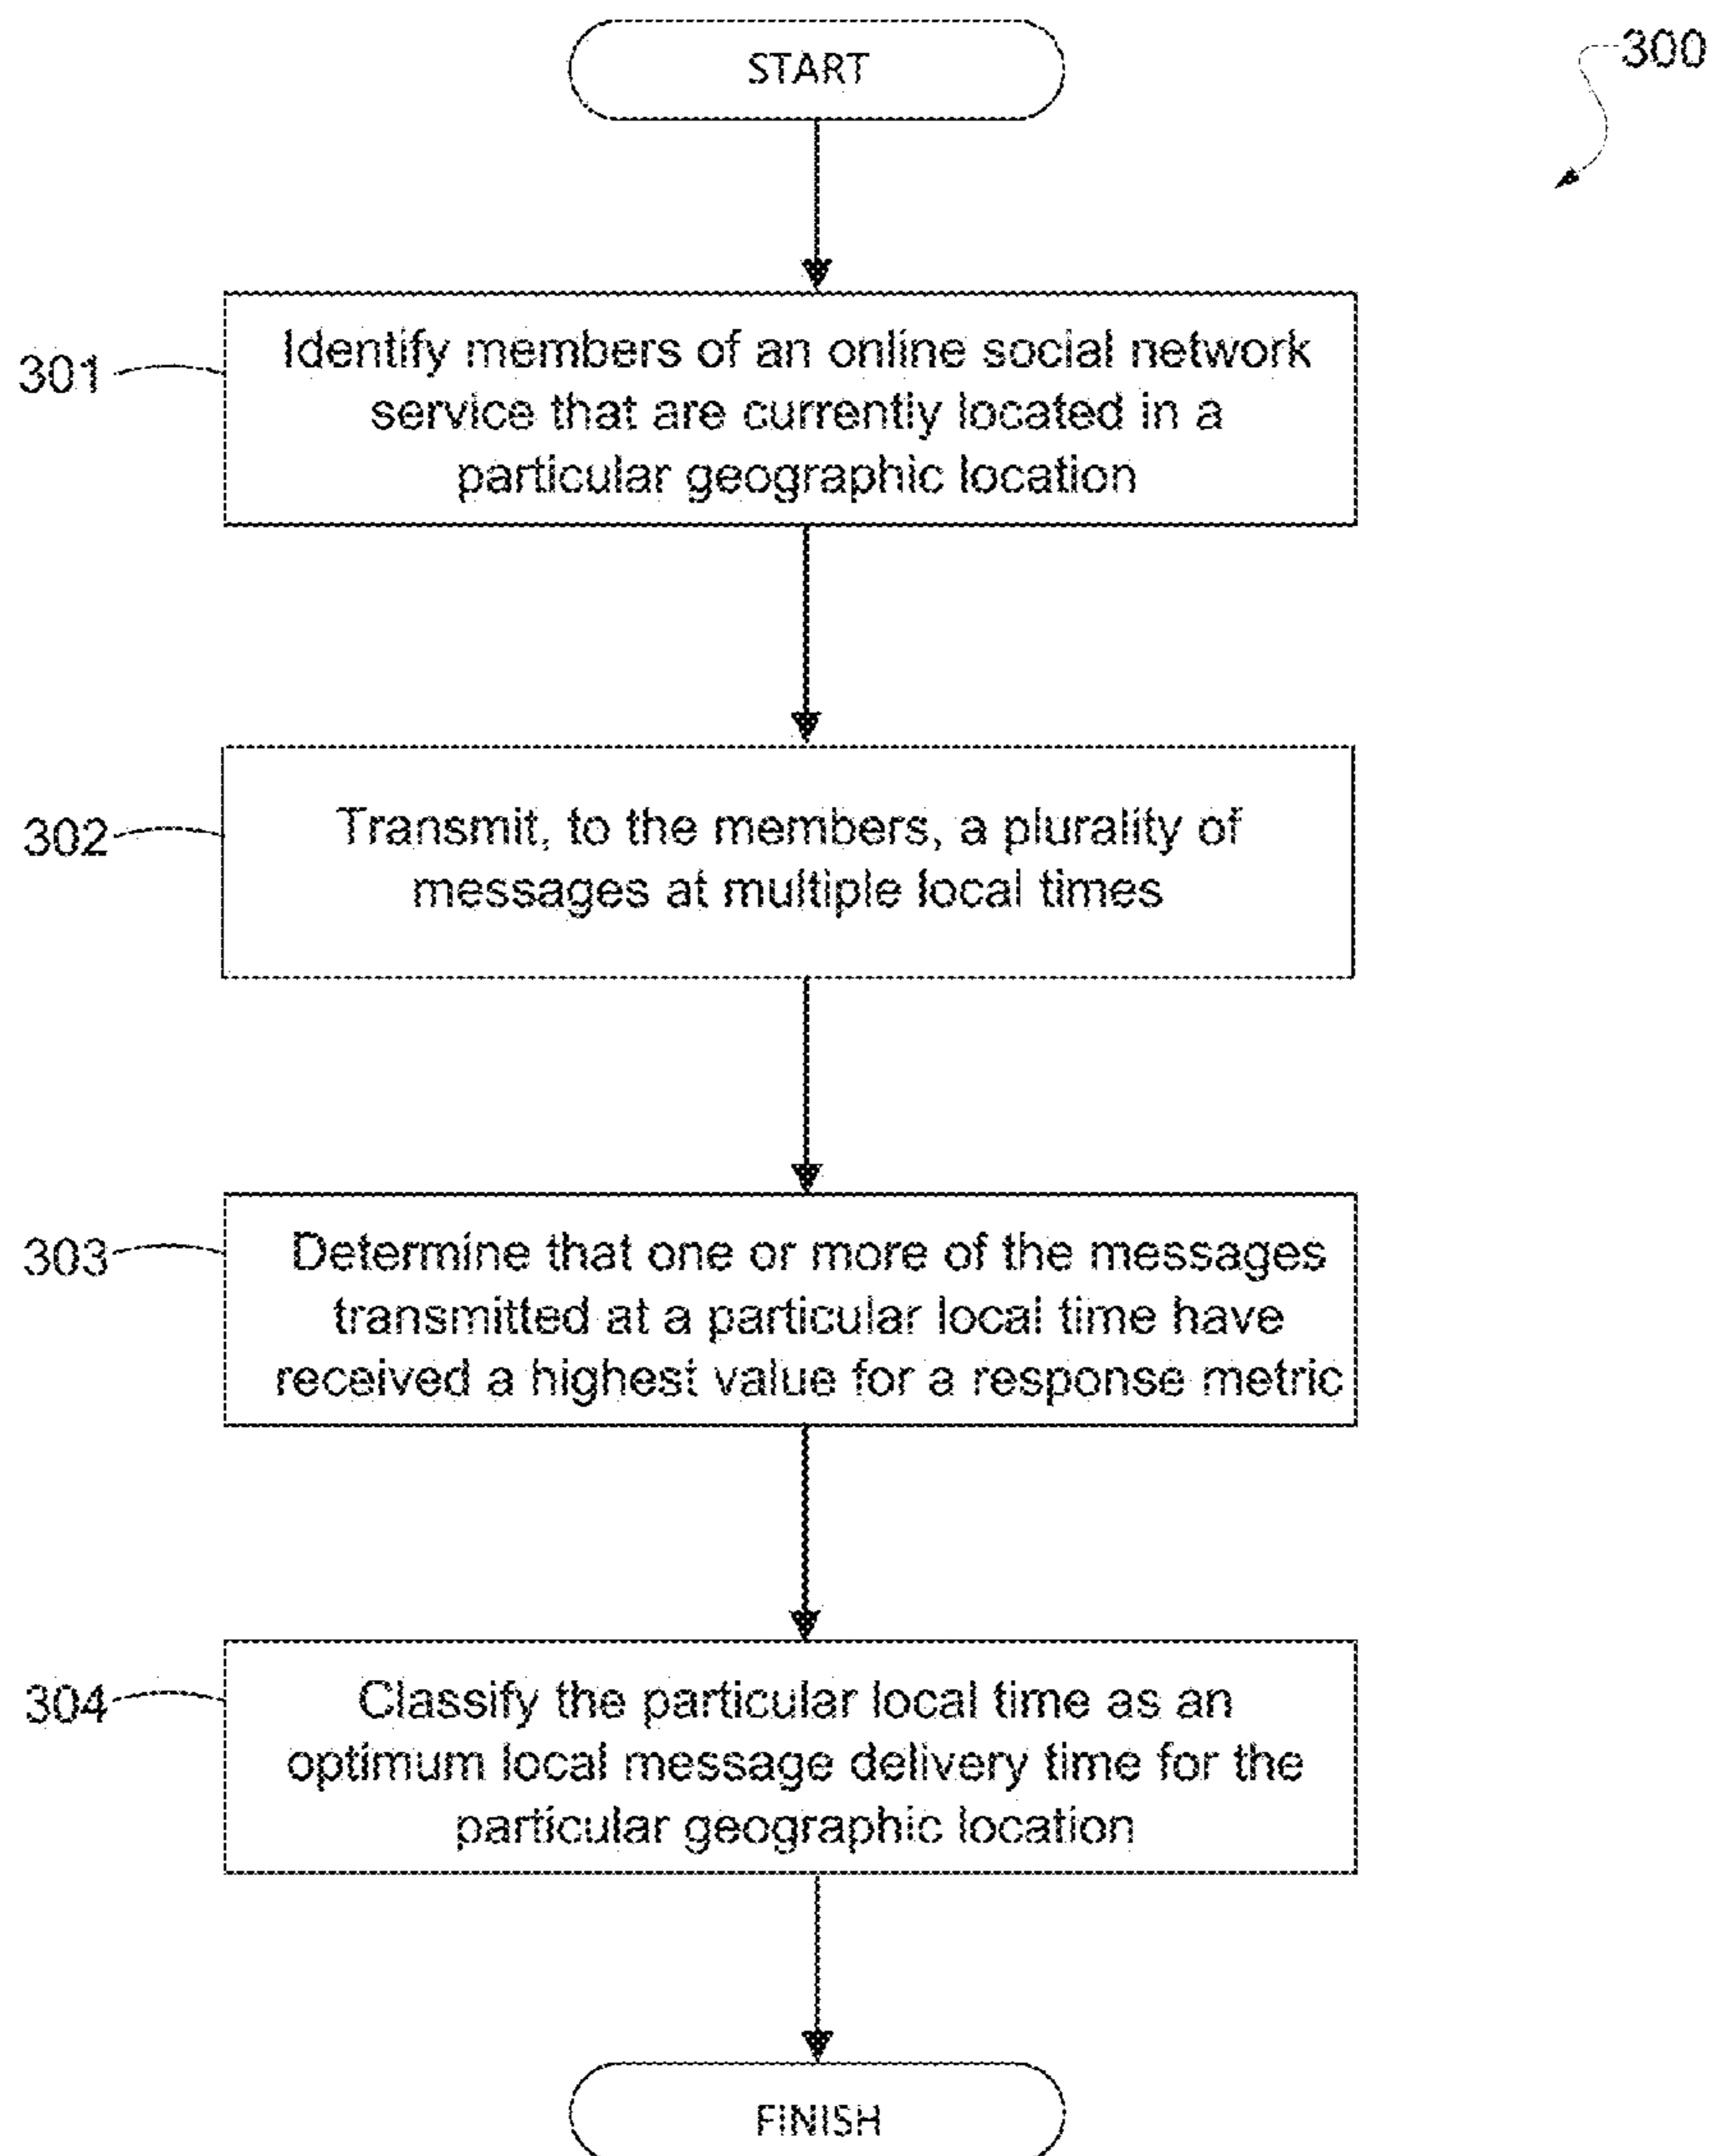 START
300
301
Identify members of an online social network
service that are currently located in a
particular geographic location
302
Transmit, to the members, a plurality of
messages at multiple local times
303
Determine that one or more of the messages
transmitted at a particular local time have
received a highest value for a response metric
304
Classify the particular local time as an
optimum local message delivery time for the
particular geographic location
FINISH